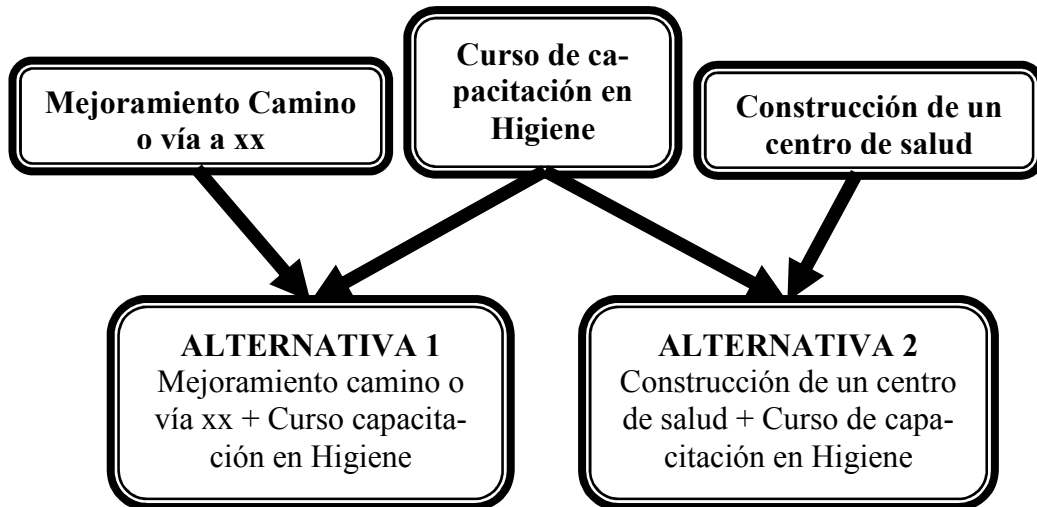 Mejoramiento Camino
o vía a xx
Curso de ca-
pacitación en
Higiene
Construcción de un
centro de salud
ALTERNATIVA 1
Mejoramiento camino o
vía xx + Curso capacita-
ción en Higiene
ALTERNATIVA 2
Construcción de un centro
de salud + Curso de capa-
citación en Higiene